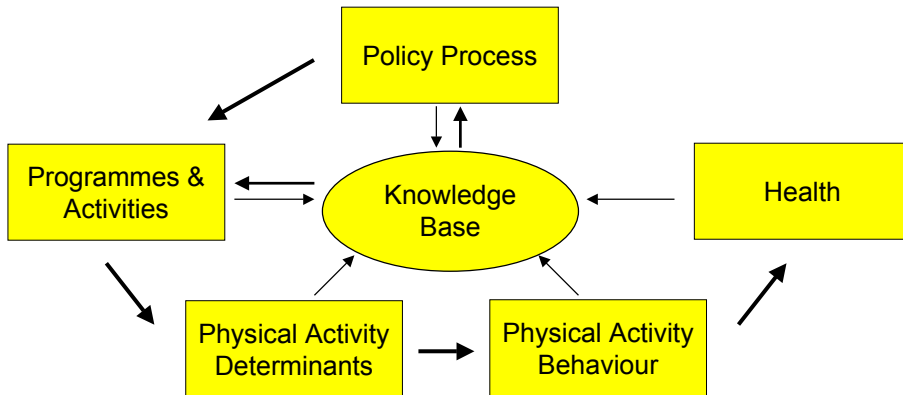 Policy Process
Programmes &
Activities
Knowledge
Base
Health
Physical Activity
Determinants
Physical Activity
Behaviour